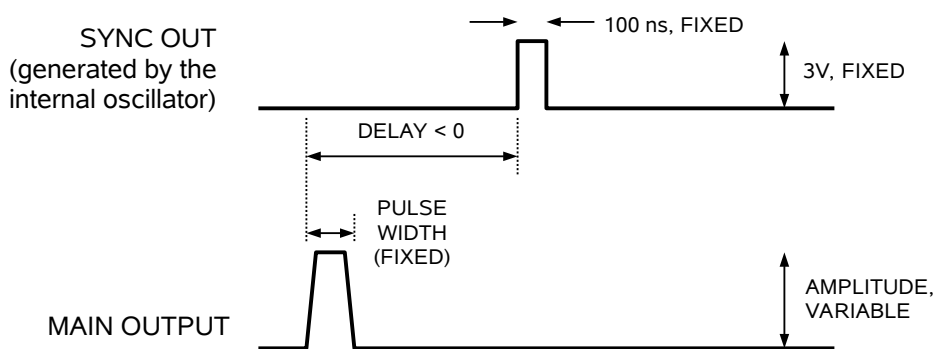 100 ns, FIXED
SYNC OUT
(generated by the
internal oscillator)
3V, FIXED
DELAY < 0
PULSE
WIDTH
(FIXED)
AMPLITUDE,
VARIABLE
MAIN OUTPUT